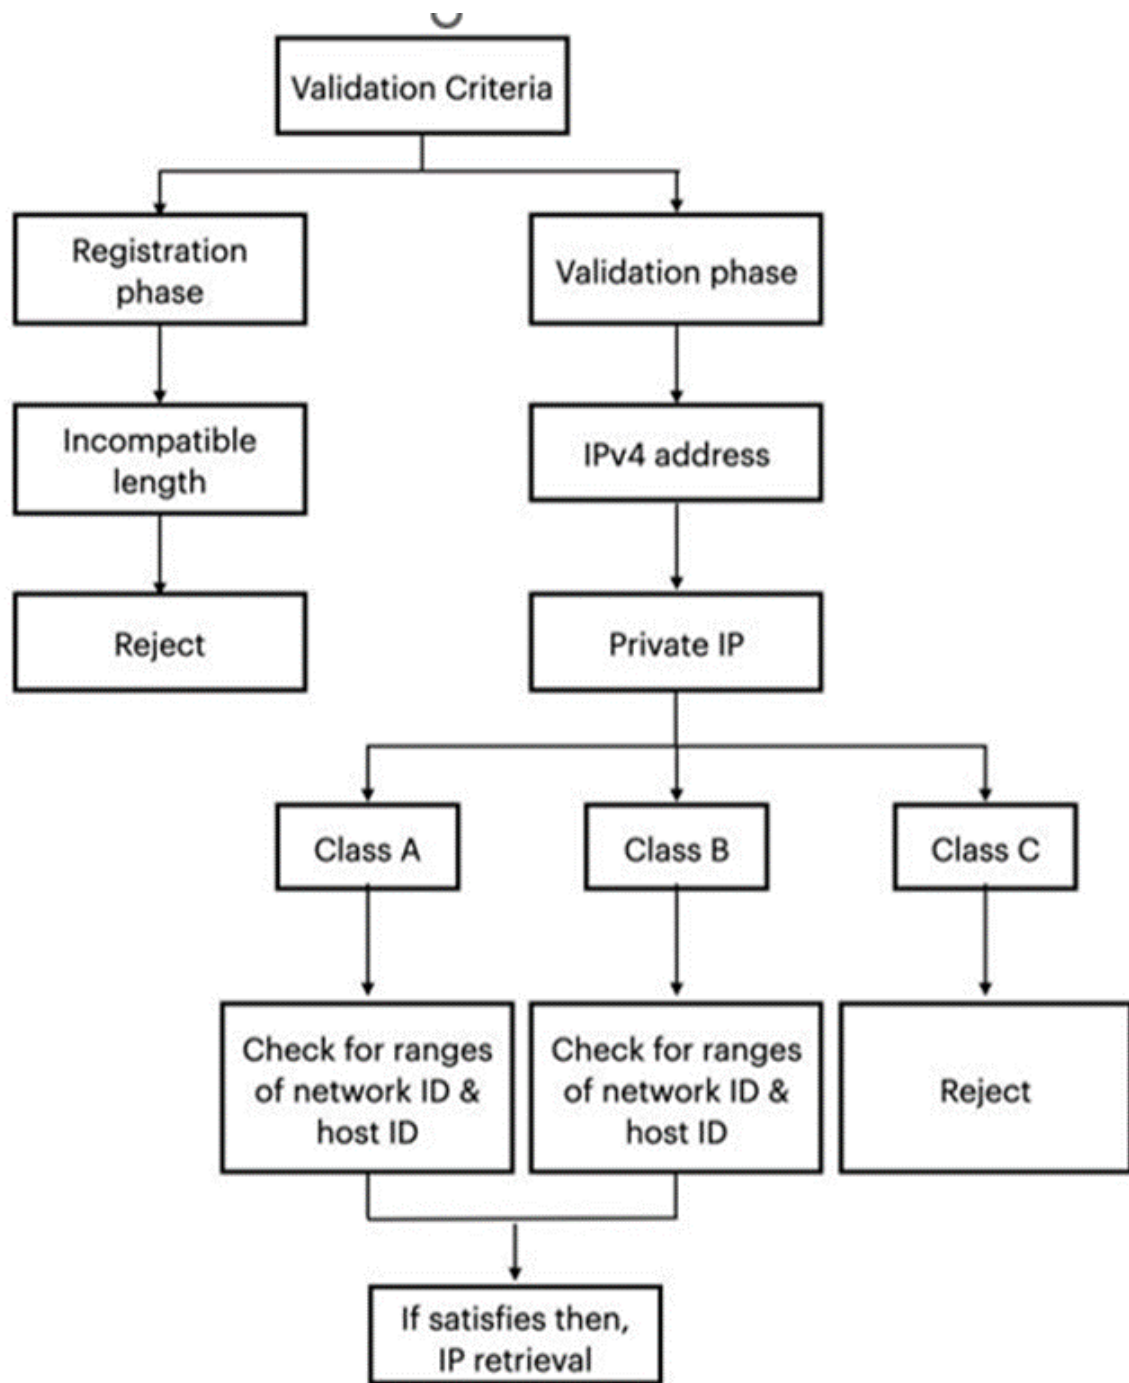 Validation Criteria
Registration
phase
Validation phase
Incompatible
length
IPv4 address
Reject
Private IP
Class A
Class B
Class C
Check for ranges
of network ID &
host ID
Check for ranges
of network ID &
host ID
Reject
If satisfies then,
IP retrieval